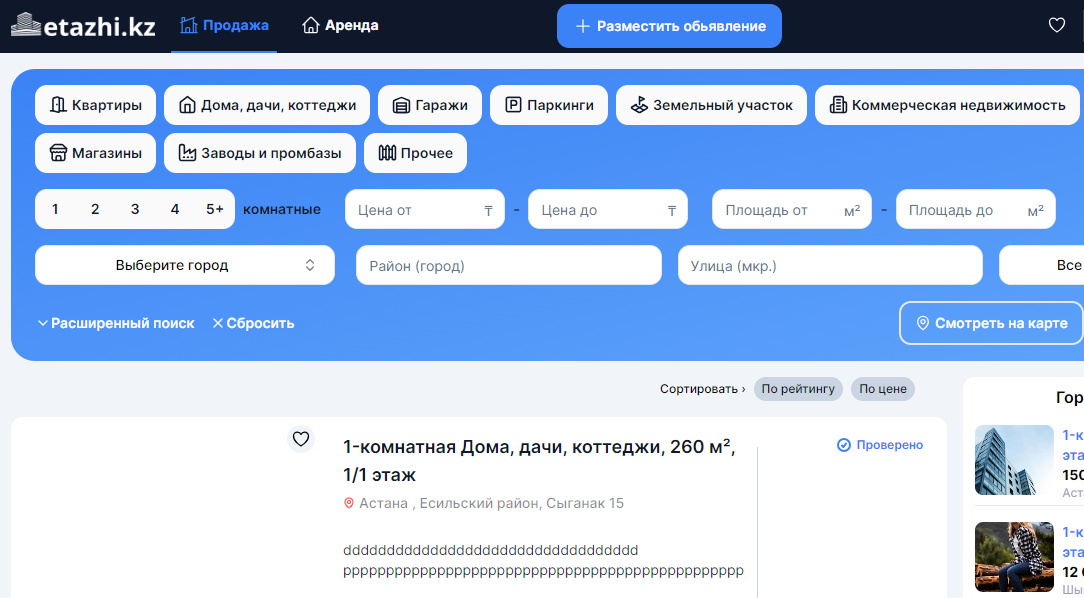 etazhi.kz Продажа Аренда + Разместить обьявление
Квартиры Дома, дачи, коттеджи Гаражи Паркинги Земельный участок Коммерческая недвижимость
Магазины Заводы и промбазы Прочее
1 2 3 4 5+ комнатные Цена от ₸ - Цена до ₸ Площадь от м² - Площадь до м²
Выберите город Район (город) Улица (мкр.) Все
Расширенный поиск Сбросить Смотреть на карте
Сортировать › По рейтингу По цене
Гор
1-комнатная Дома, дачи, коттеджи, 260 м²,
1/1 этаж
Проверено
Астана , Есильский район, Сыганак 15
1-к
эта
150
Аст
1-к
эта
12